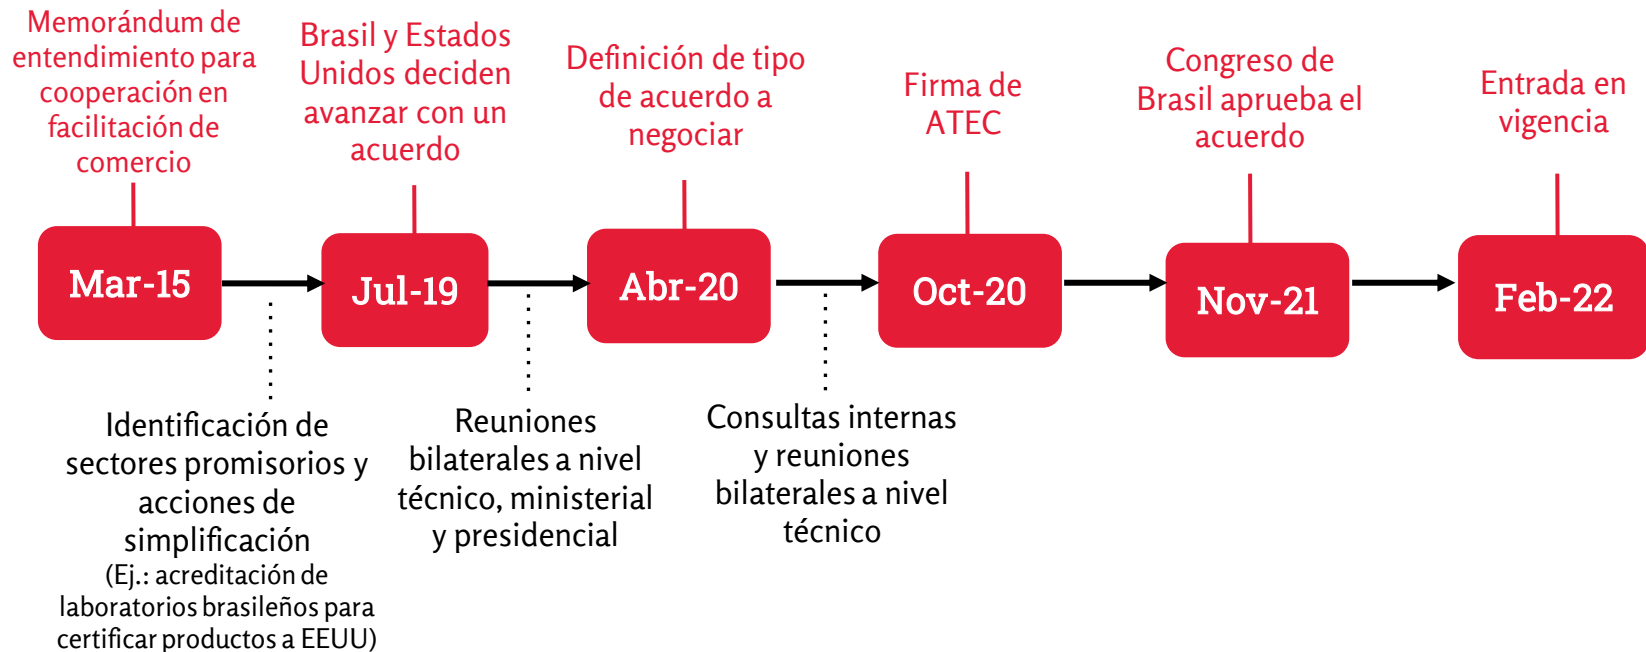 Memorándum de
entendimiento para
cooperación en
facilitación de
comercio
Brasil y Estados
Unidos deciden
avanzar con un
acuerdo
Definición de tipo
de acuerdo a
negociar
Firma de
ATEC
Congreso de
Brasil aprueba el
acuerdo
Entrada en
vigencia
Mar-15
Jul-19
Abr-20
Oct-20
Nov-21
Feb-22
Identificación de
sectores promisorios y
acciones de
simplificación
(Ej.: acreditación de
laboratorios brasileños para
certificar productos a EEUU)
Reuniones
bilaterales a nivel
técnico, ministerial
y presidencial
Consultas internas
y reuniones
bilaterales a nivel
técnico